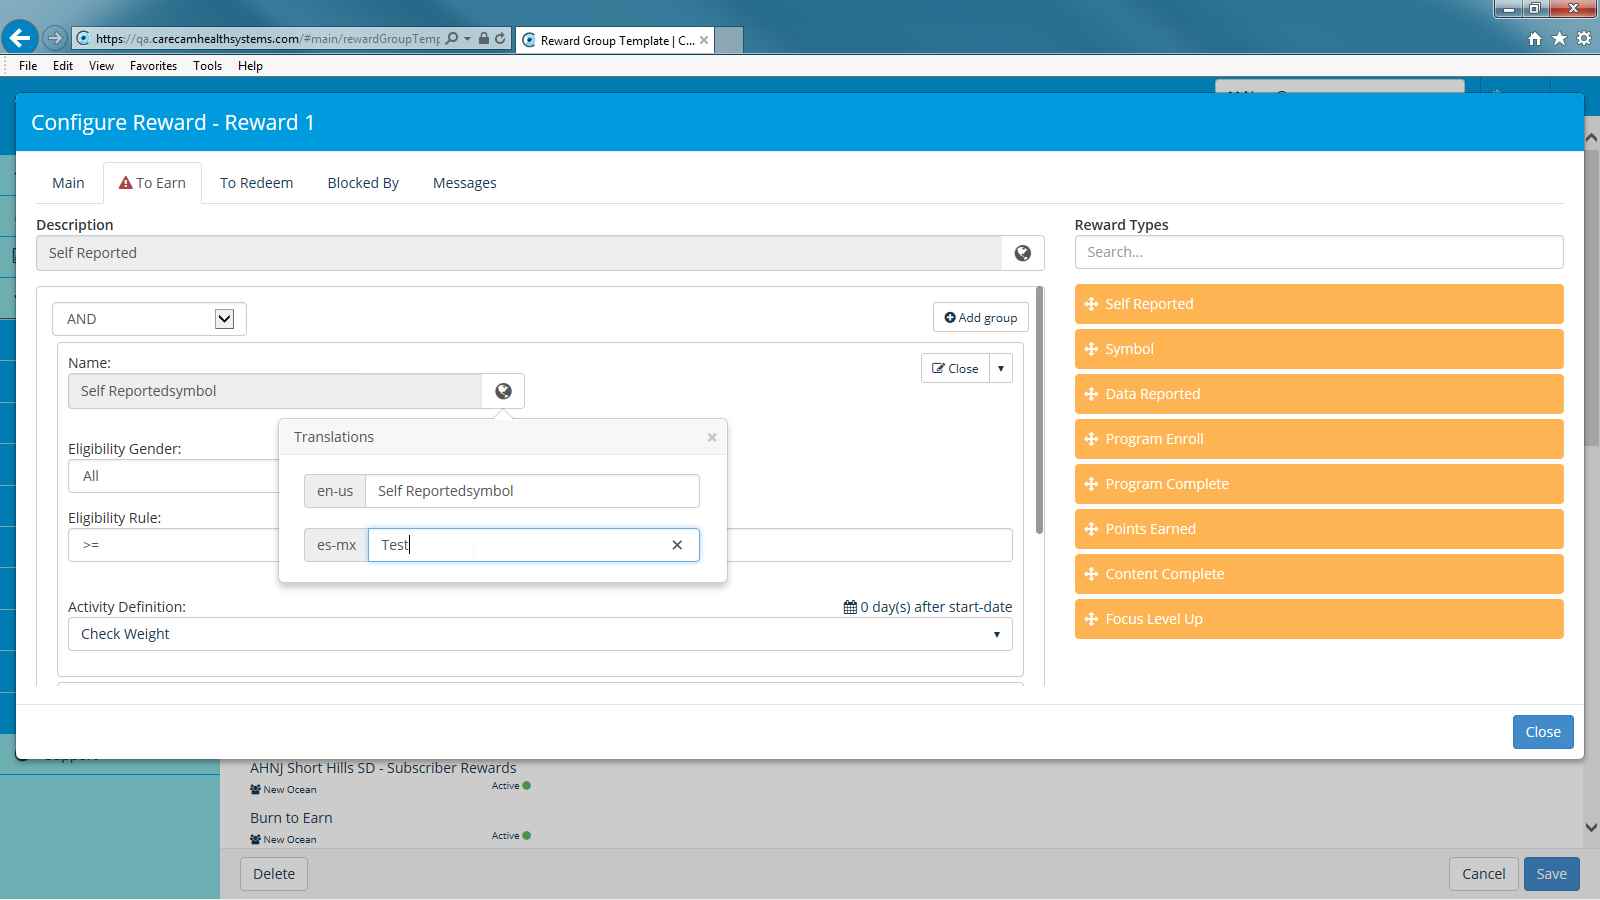 https://qa.carecamhealthsystems.com/#main/rewardGroupTemp
Reward Group Template | C...
File Edit View Favorites Tools Help
Configure Reward - Reward 1
Main To Earn To Redeem Blocked By Messages
Description
Self Reported
AND
Add group
Name:
Self Reportedsymbol
Close
Translations
en-us Self Reportedsymbol
es-mx Test
Eligibility Gender:
All
Eligibility Rule:
>=
Activity Definition:
0 day(s) after start-date
Check Weight
Reward Types
Search...
Self Reported
Symbol
Data Reported
Program Enroll
Program Complete
Points Earned
Content Complete
Focus Level Up
Close
AHNJ Short Hills SD - Subscriber Rewards
New Ocean
Active
Burn to Earn
New Ocean
Active
Delete
Cancel
Save